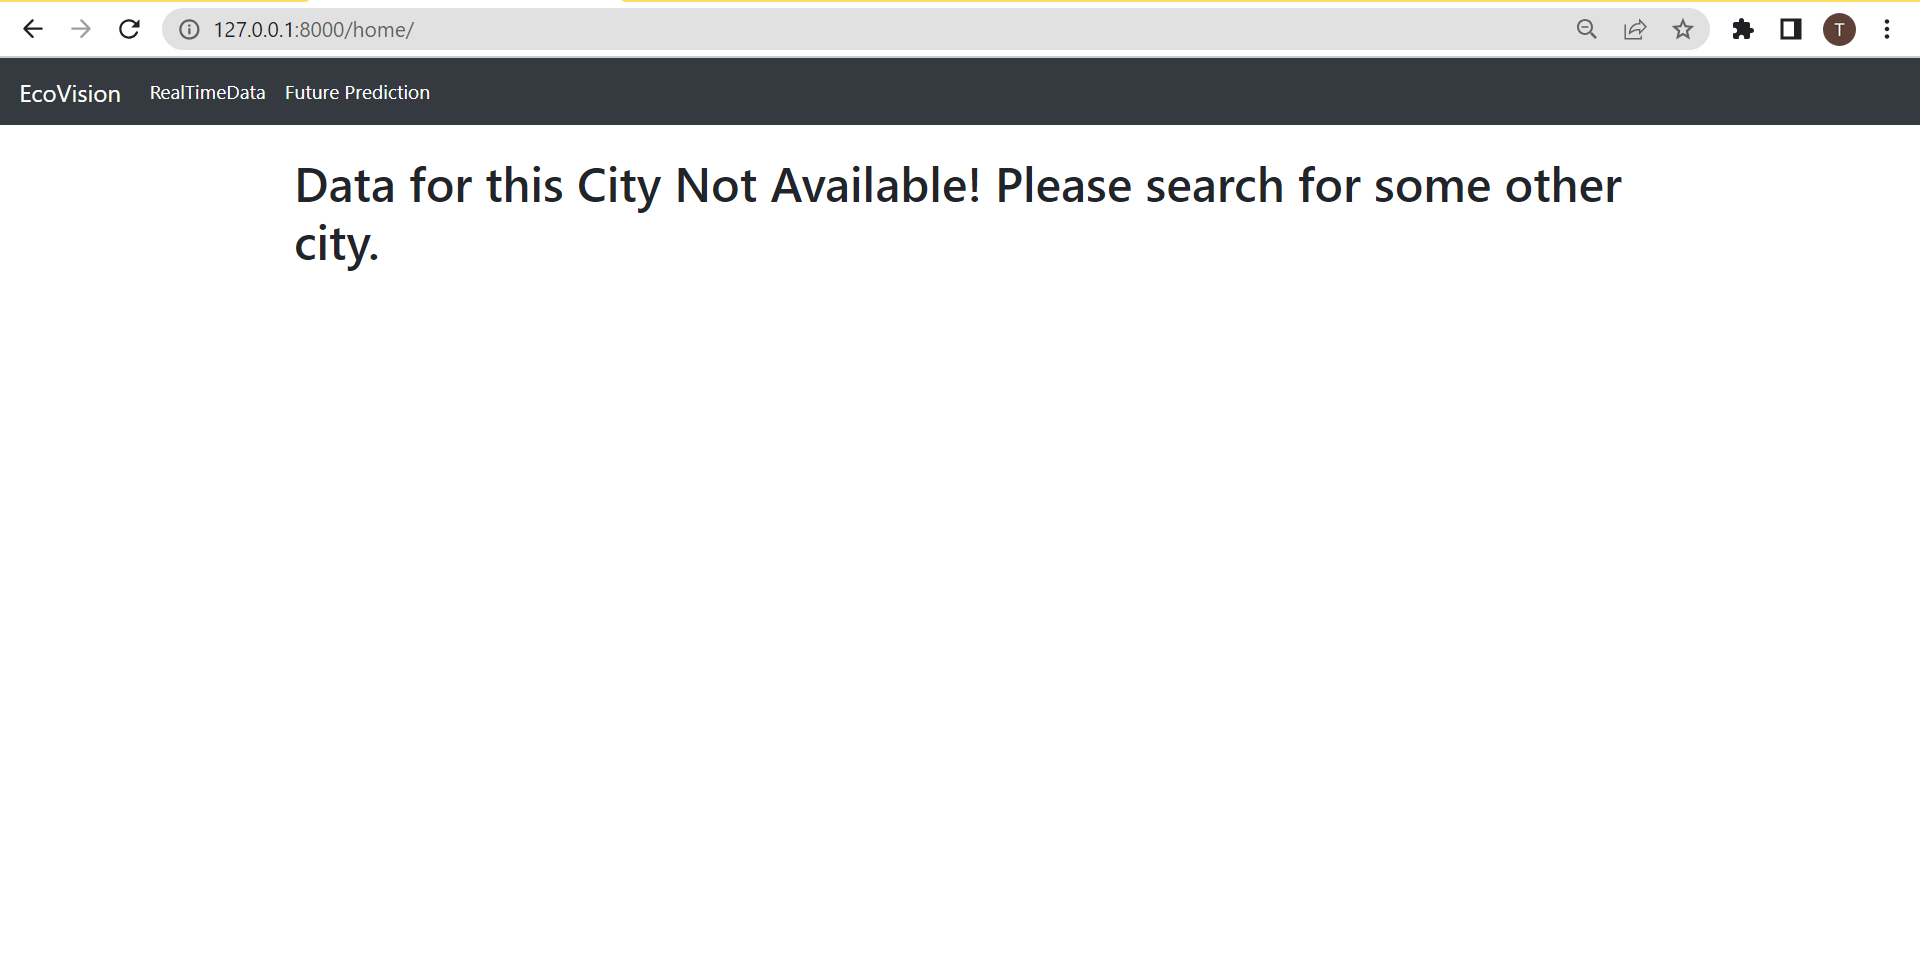 127.0.0.1:8000/home/
T
EcoVision RealTimeData Future Prediction
Data for this City Not Available! Please search for some other
city.